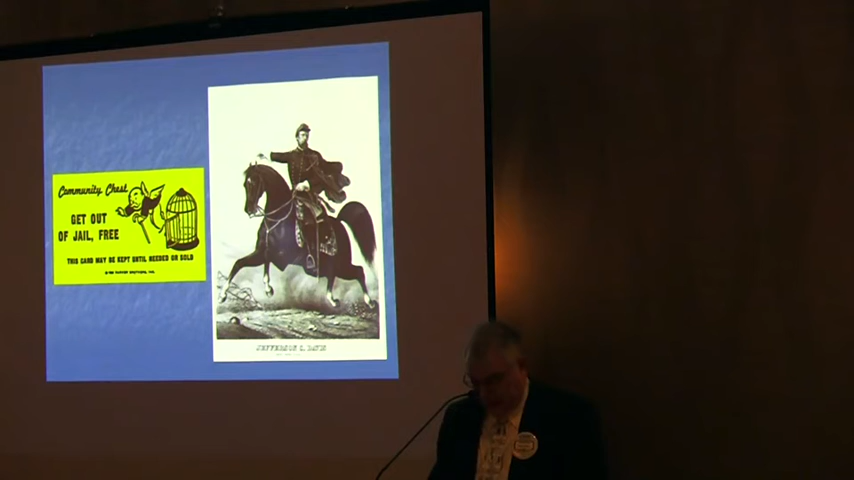 Community Chest
GET OUT
OF JAIL, FREE
THIS CARD MAY BE KEPT UNTIL NEEDED OR SOLD
JEFFERSON C. DAVIS